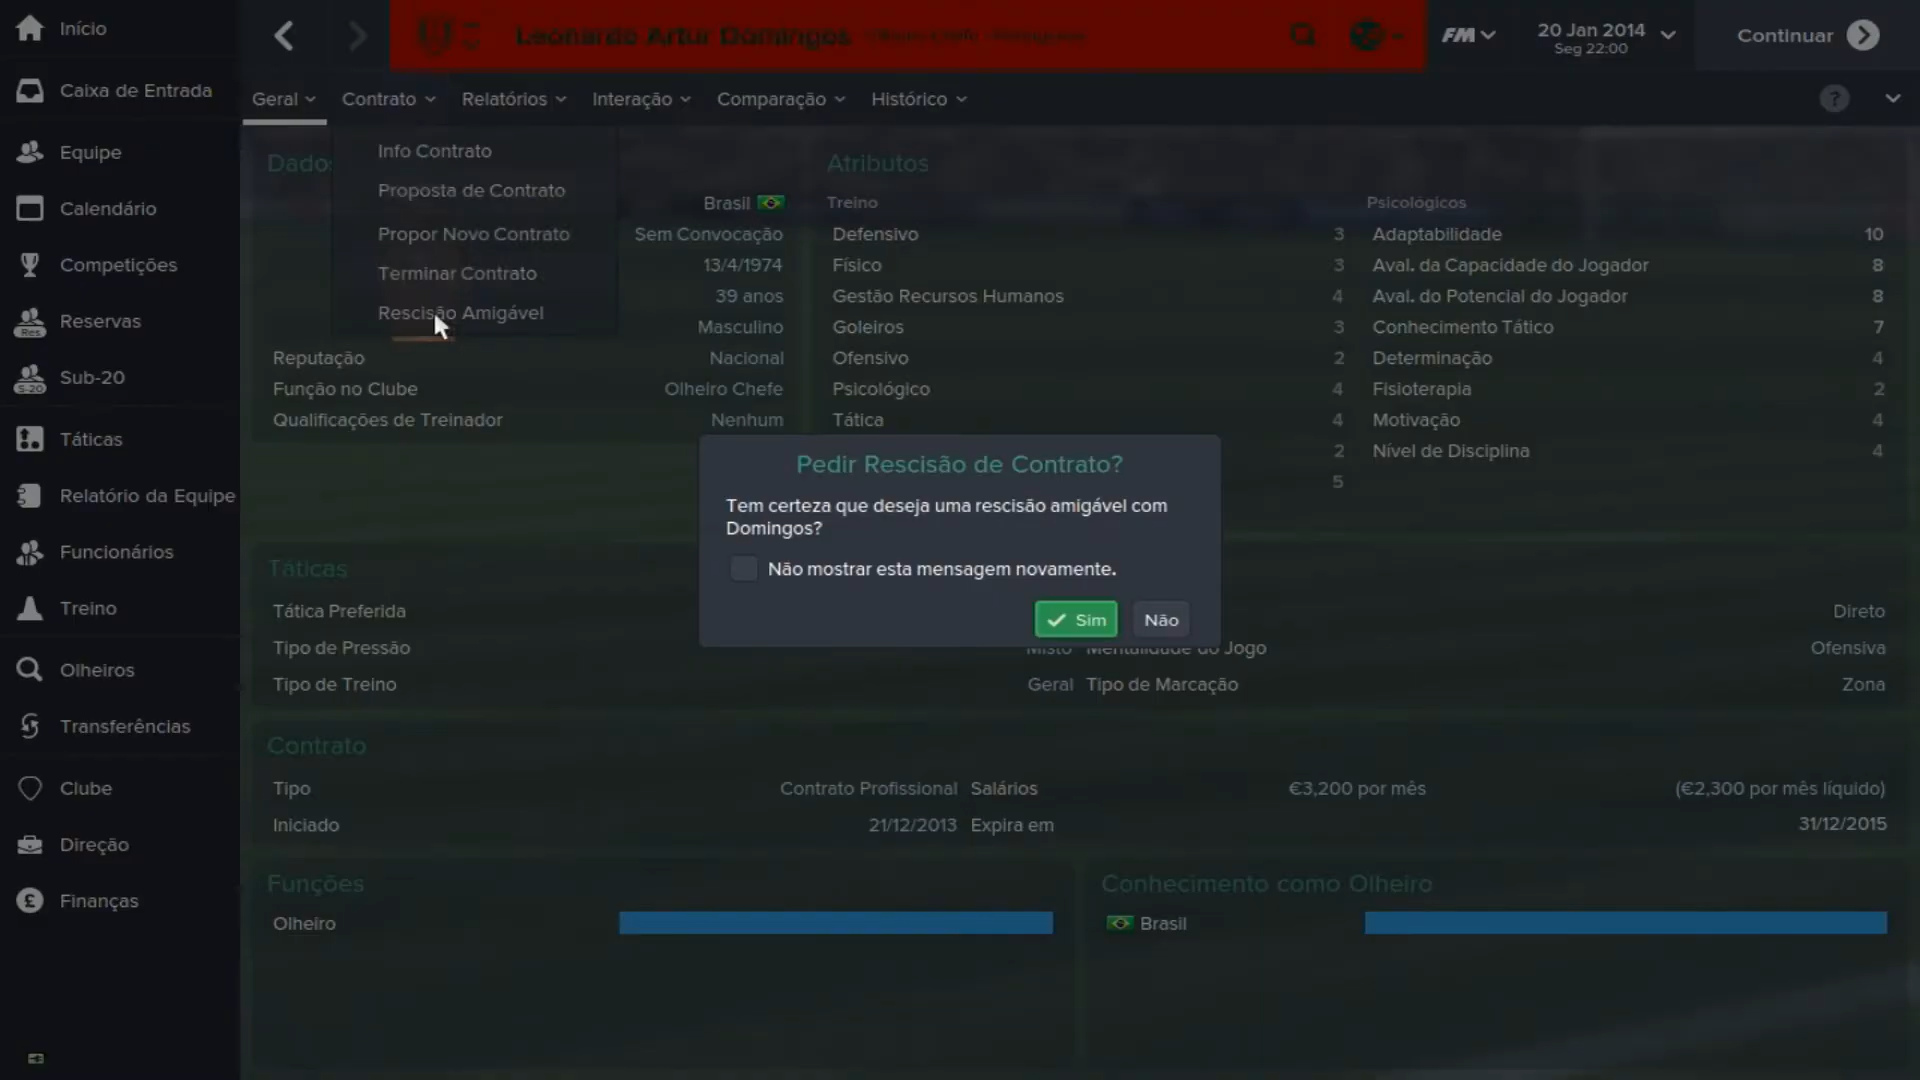 Início
Caixa de Entrada
Equipe
Calendário
Competições
Reservas
Res
Sub-20
S-20
Táticas
Relatório da Equipe
Funcionários
Treino
Olheiros
Transferências
Clube
Direção
Finanças
Leonardo Artur Domingos
FM
20 Jan 2014
Seg 22:00
Continuar
Geral
Contrato
Relatórios
Interação
Comparação
Histórico
?
Info Contrato
Proposta de Contrato
Propor Novo Contrato
Terminar Contrato
Rescisão Amigável
Dados
Brasil
Sem Convocação
13/4/1974
39 anos
Masculino
Reputação Nacional
Função no Clube Olheiro Chefe
Qualificações de Treinador Nenhum
Atributos
Treino
Defensivo 3
Físico 3
Gestão Recursos Humanos 4
Goleiros 3
Ofensivo 2
Psicológico 4
Tática 4
2
5
Psicológicos
Adaptabilidade 10
Aval. da Capacidade do Jogador 8
Aval. do Potencial do Jogador 8
Conhecimento Tático 7
Determinação 4
Fisioterapia 2
Motivação 4
Nível de Disciplina 4
Pedir Rescisão de Contrato?
Tem certeza que deseja uma rescisão amigável com
Domingos?
Não mostrar esta mensagem novamente.
Sim Não
Táticas
Tática Preferida Direto
Tipo de Pressão Misto Mentalidade do Jogo Ofensiva
Tipo de Treino Geral Tipo de Marcação Zona
Contrato
Tipo Contrato Profissional Salários €3,200 por mês (€2,300 por mês líquido)
Iniciado 21/12/2013 Expira em 31/12/2015
Funções
Olheiro
Conhecimento como Olheiro
Brasil